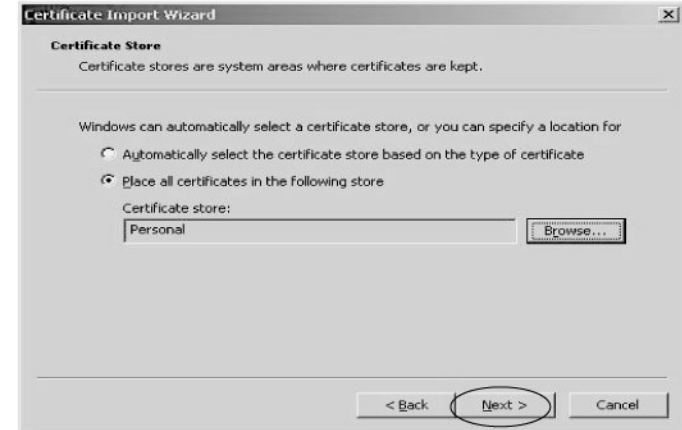 Certificate Import Wizard
Certificate Store
Certificate stores are system areas where certificates are kept.
Windows can automatically select a certificate store, or you can specify a location for
Automatically select the certificate store based on the type of certificate
Place all certificates in the following store
Certificate store:
Personal
Browse...
< Back
Next >
Cancel